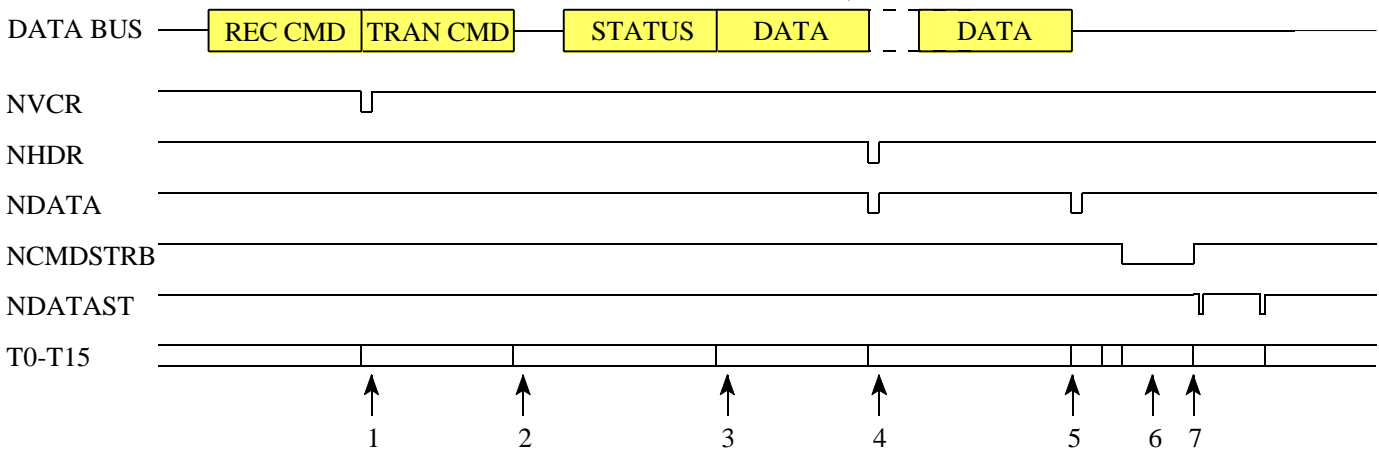 DATA BUS REC CMD TRAN CMD STATUS DATA DATA
NVCR
NHDR
NDATA
NCMDSTRB
NDATAST
T0-T15
1 2 3 4 5 6 7